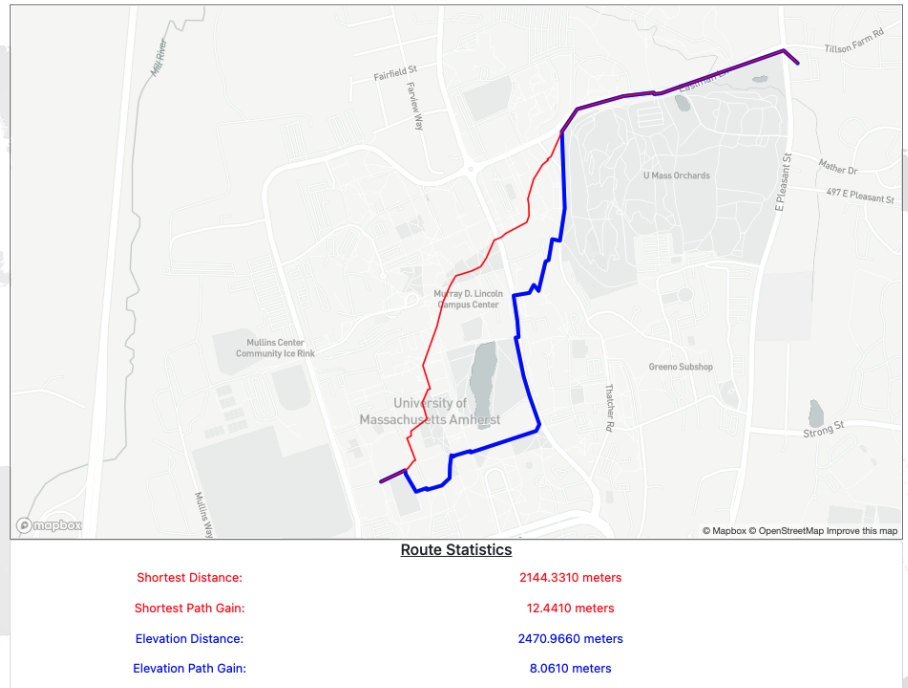 Tillson Farm Rd
Mill River
Fairfield St
Farview Way
Eastman Ln
U Mass Orchards
E Pleasant St
Mather Dr
497 E Pleasant St
Murray D. Lincoln
Campus Center
Mullins Center
Community Ice Rink
Greeno Subshop
University of
Massachusetts Amherst
Thatcher Rd
Strong St
Mullins Way
mapbox
© Mapbox © OpenStreetMap Improve this map
Route Statistics
Shortest Distance: 2144.3310 meters
Shortest Path Gain: 12.4410 meters
Elevation Distance: 2470.9660 meters
Elevation Path Gain: 8.0610 meters